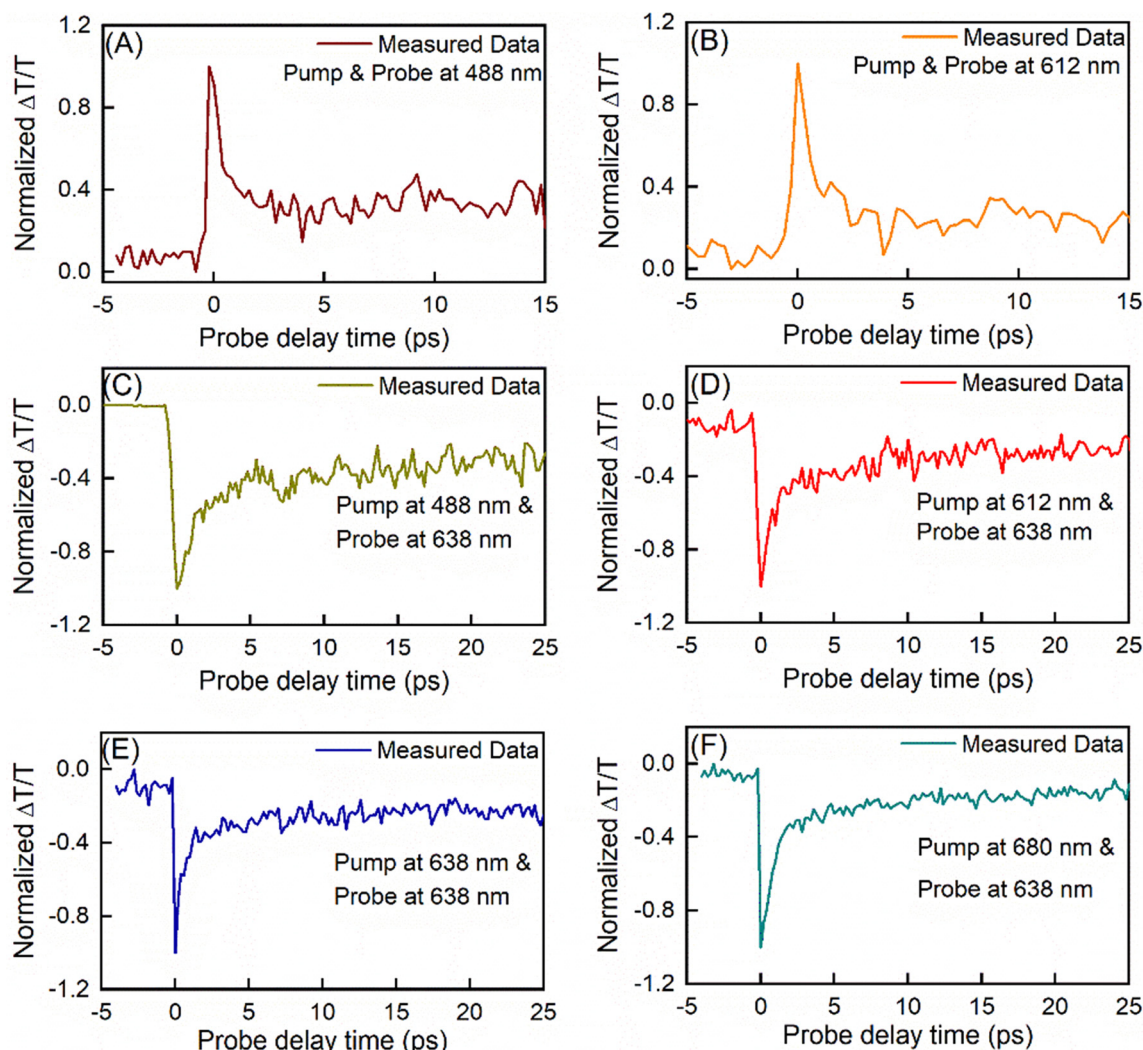 (A)
Measured Data
Pump & Probe at 488 nm
Normalized ΔT/T
1.2
0.8
0.4
0.0
-5
0
5
10
15
Probe delay time (ps)
(B)
Measured Data
Pump & Probe at 612 nm
Normalized ΔT/T
1.2
0.8
0.4
0.0
-5
0
5
10
15
Probe delay time (ps)
(C)
Measured Data
Pump at 488 nm &
Probe at 638 nm
Normalized ΔT/T
0.0
-0.4
-0.8
-1.2
-5
0
5
10
15
20
25
Probe delay time (ps)
(D)
Measured Data
Pump at 612 nm &
Probe at 638 nm
Normalized ΔT/T
0.0
-0.4
-0.8
-1.2
-5
0
5
10
15
20
25
Probe delay time (ps)
(E)
Measured Data
Pump at 638 nm &
Probe at 638 nm
Normalized ΔT/T
0.0
-0.4
-0.8
-1.2
-5
0
5
10
15
20
25
Probe delay time (ps)
(F)
Measured Data
Pump at 680 nm &
Probe at 638 nm
Normalized ΔT/T
0.0
-0.4
-0.8
-1.2
-5
0
5
10
15
20
25
Probe delay time (ps)